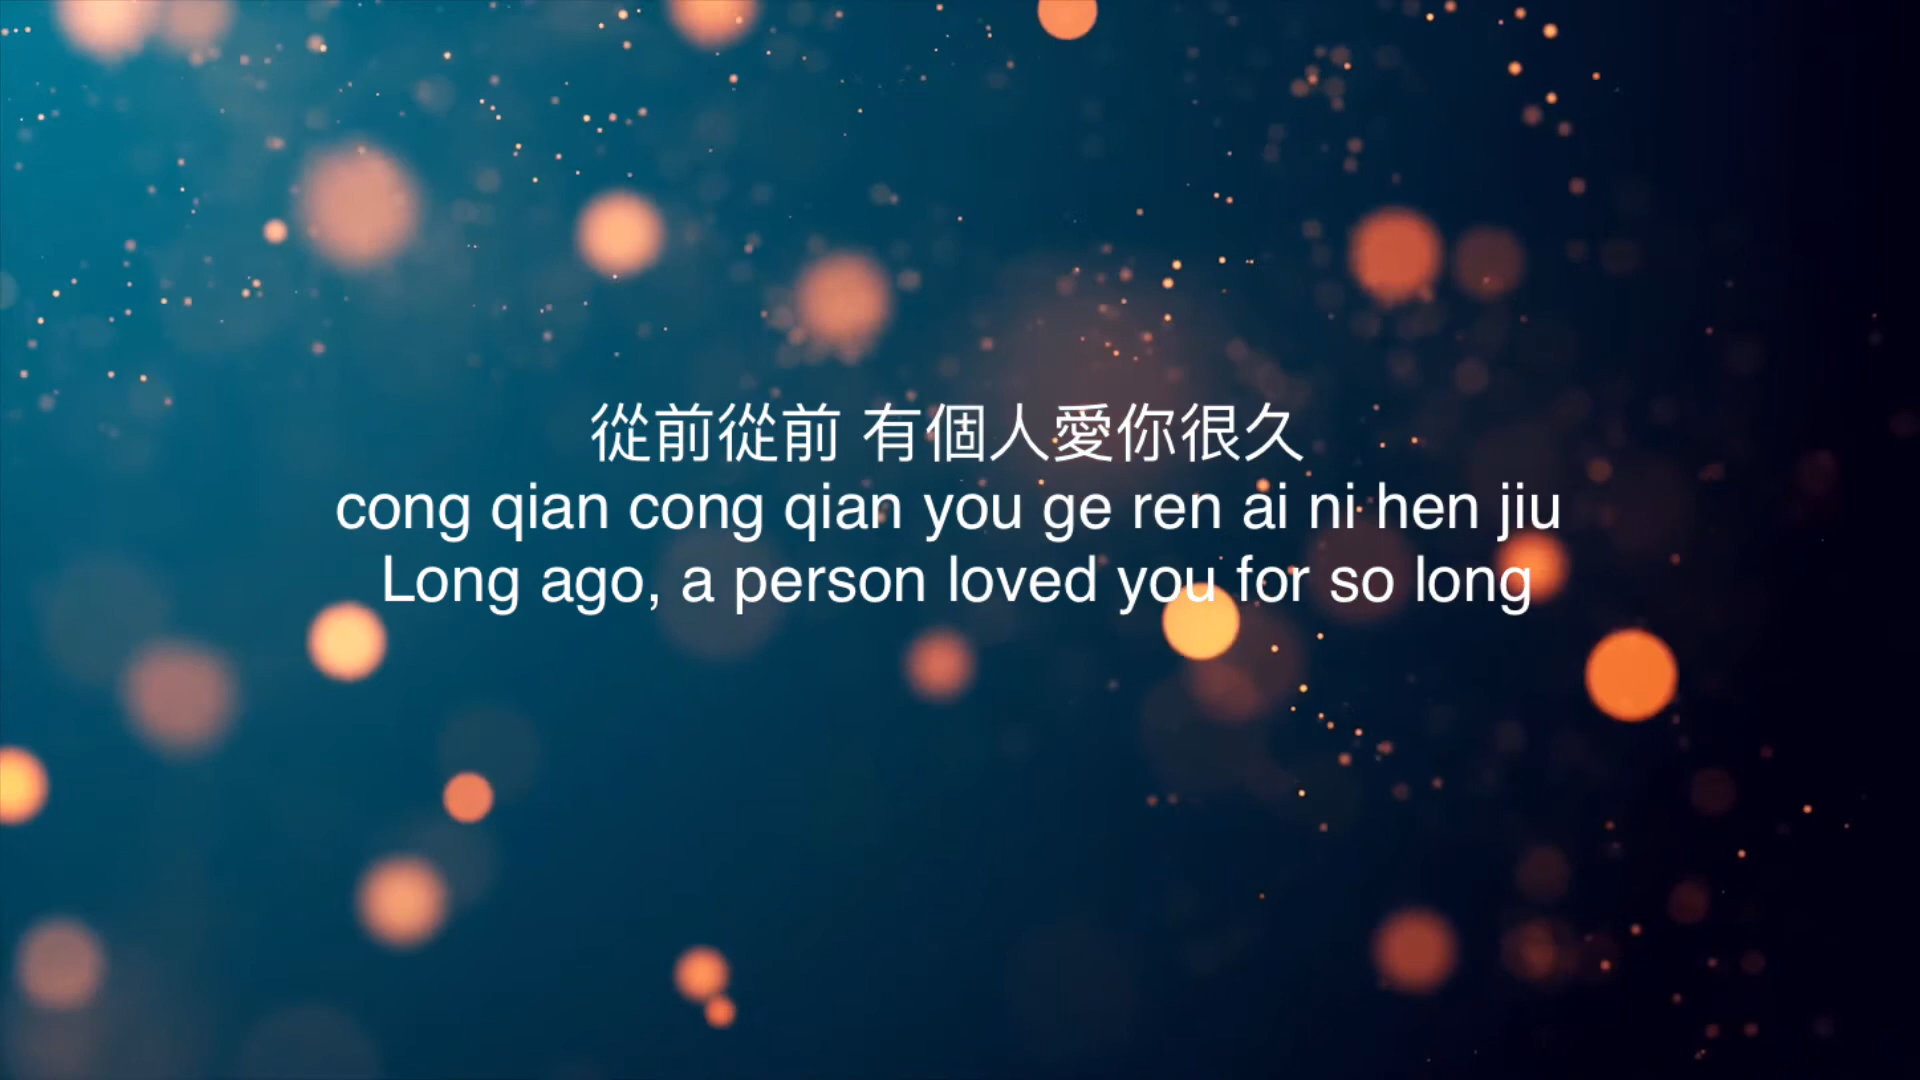 從前從前 有個人愛你很久
cong qian cong qian you ge ren ai ni hen jiu
Long ago, a person loved you for so long